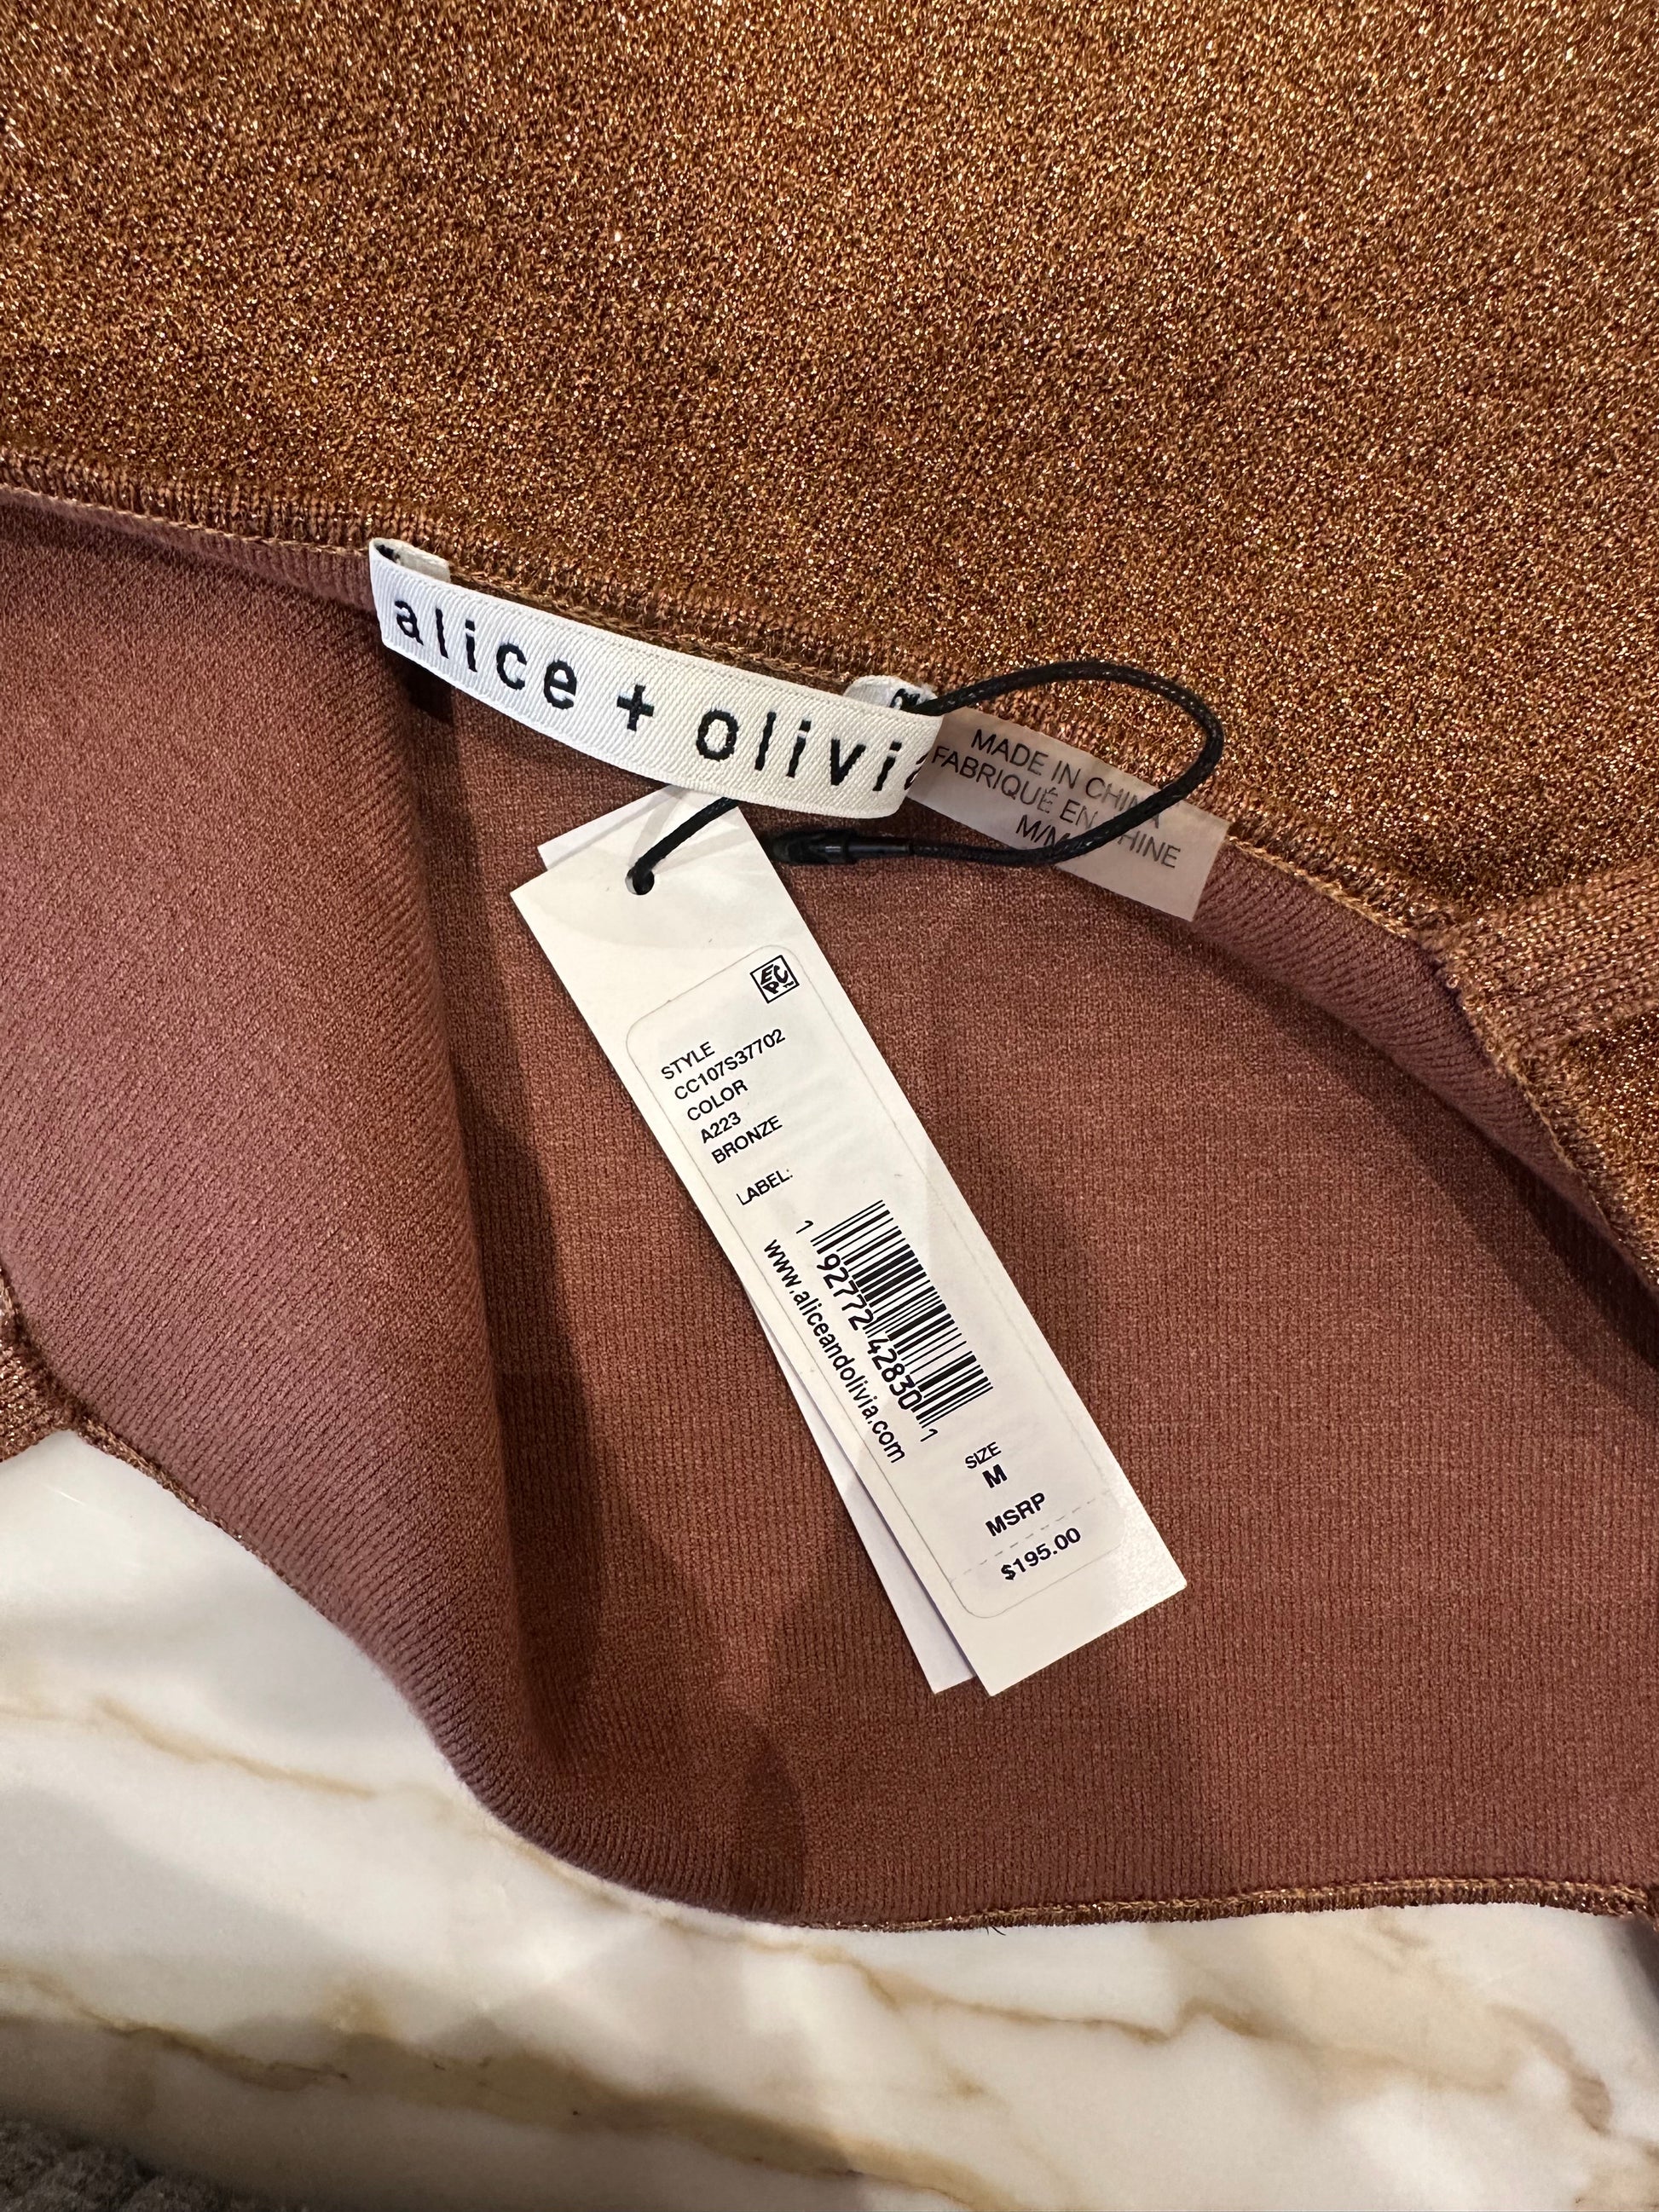 alice + olivia
MADE IN CHINA
FABRIQUÉ EN CHINE
M/M
EPC
STYLE
CC107S37702
COLOR
A223
BRONZE
LABEL:
1 92772 42830 1
www.aliceandolivia.com
SIZE
M
MSRP
$195.00